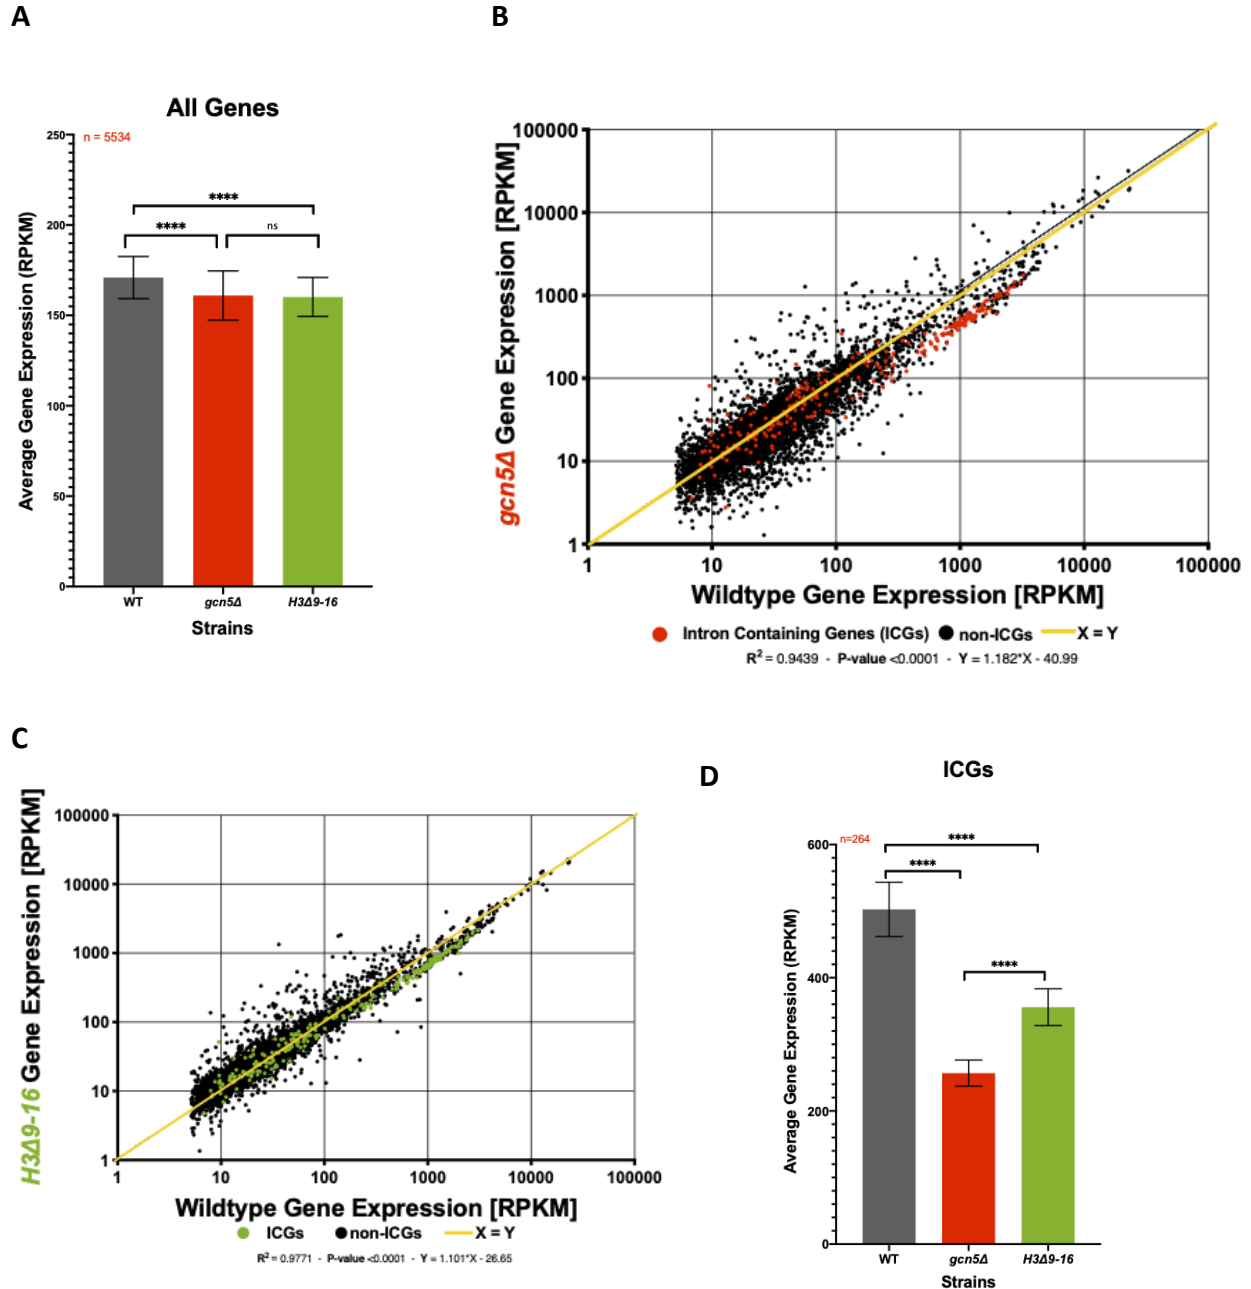 A
B
All Genes
n = 5534
250
200
150
100
50
0
Average Gene Expression (RPKM)
****
****
ns
WT
gcn5Δ
H3Δ9-16
Strains
gcn5Δ Gene Expression [RPKM]
100000
10000
1000
100
10
1
1
10
100
1000
10000
100000
Wildtype Gene Expression [RPKM]
Intron Containing Genes (ICGs) non-ICGs X = Y
R² = 0.9439 - P-value <0.0001 - Y = 1.182*X - 40.99
C
H3Δ9-16 Gene Expression [RPKM]
100000
10000
1000
100
10
1
1
10
100
1000
10000
100000
Wildtype Gene Expression [RPKM]
ICGs non-ICGs X = Y
R² = 0.9771 - P-value <0.0001 - Y = 1.101*X - 26.65
D
ICGs
n=264
600
400
200
0
Average Gene Expression (RPKM)
****
****
****
WT
gcn5Δ
H3Δ9-16
Strains